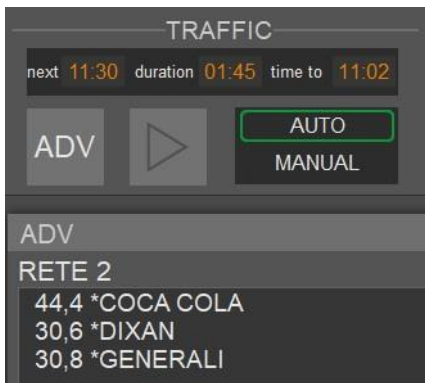 TRAFFIC
next 11:30 duration 01:45 time to 11:02
ADV
AUTO
MANUAL
ADV
RETE 2
44,4 *COCA COLA
30,6 *DIXAN
30,8 *GENERALI